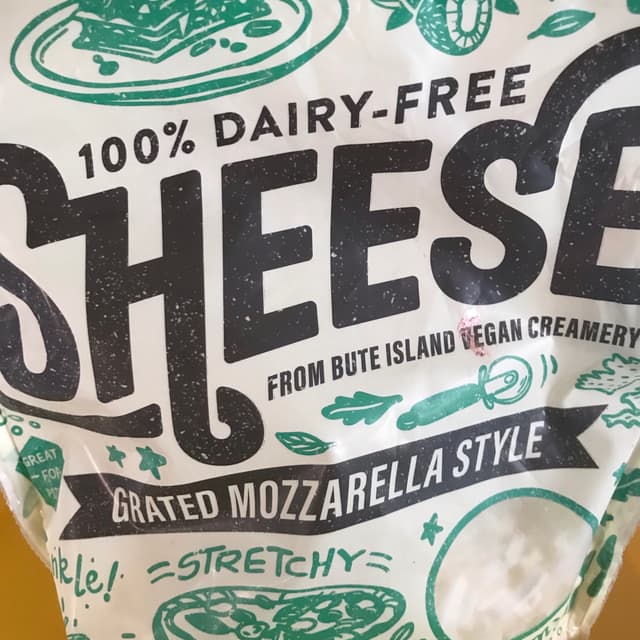 100% DAIRY-FREE
SHEESE
FROM BUTE ISLAND VEGAN CREAMERY
GRATED MOZZARELLA STYLE
GREAT
FOR
=STRETCHY=